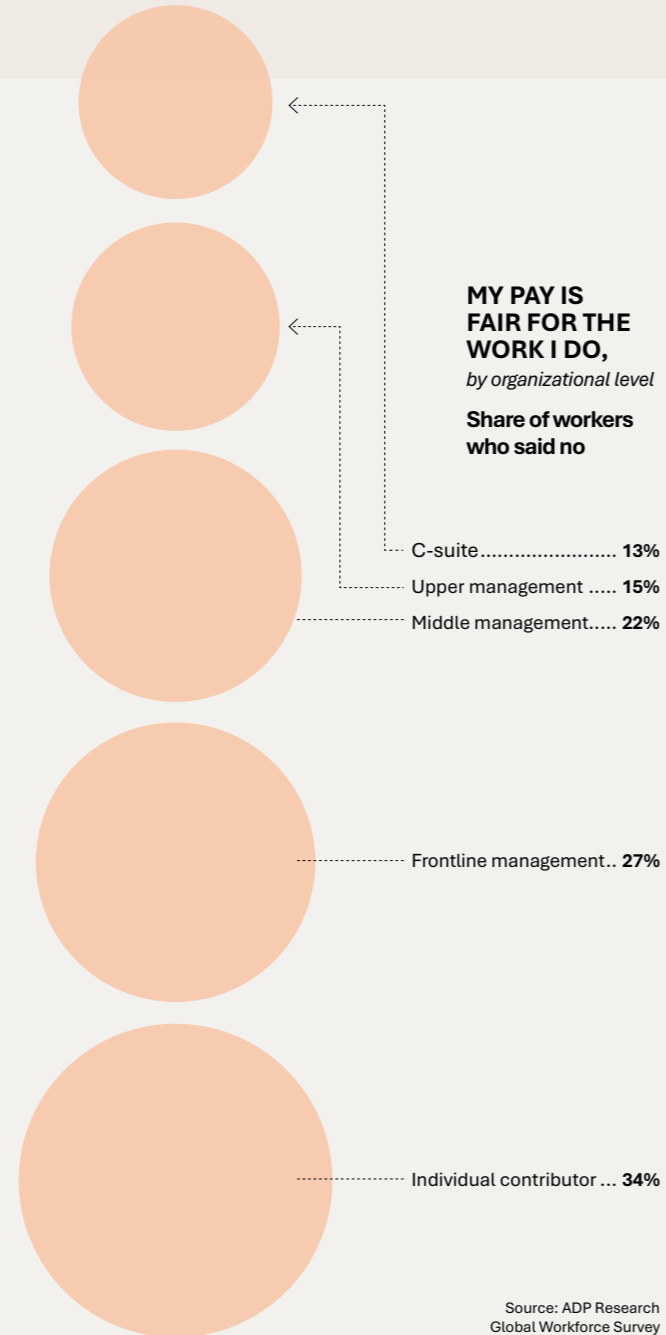 MY PAY IS
FAIR FOR THE
WORK I DO,
by organizational level
Share of workers
who said no
C-suite........................ 13%
Upper management ..... 15%
Middle management..... 22%
Frontline management.. 27%
Individual contributor ... 34%
Source: ADP Research
Global Workforce Survey